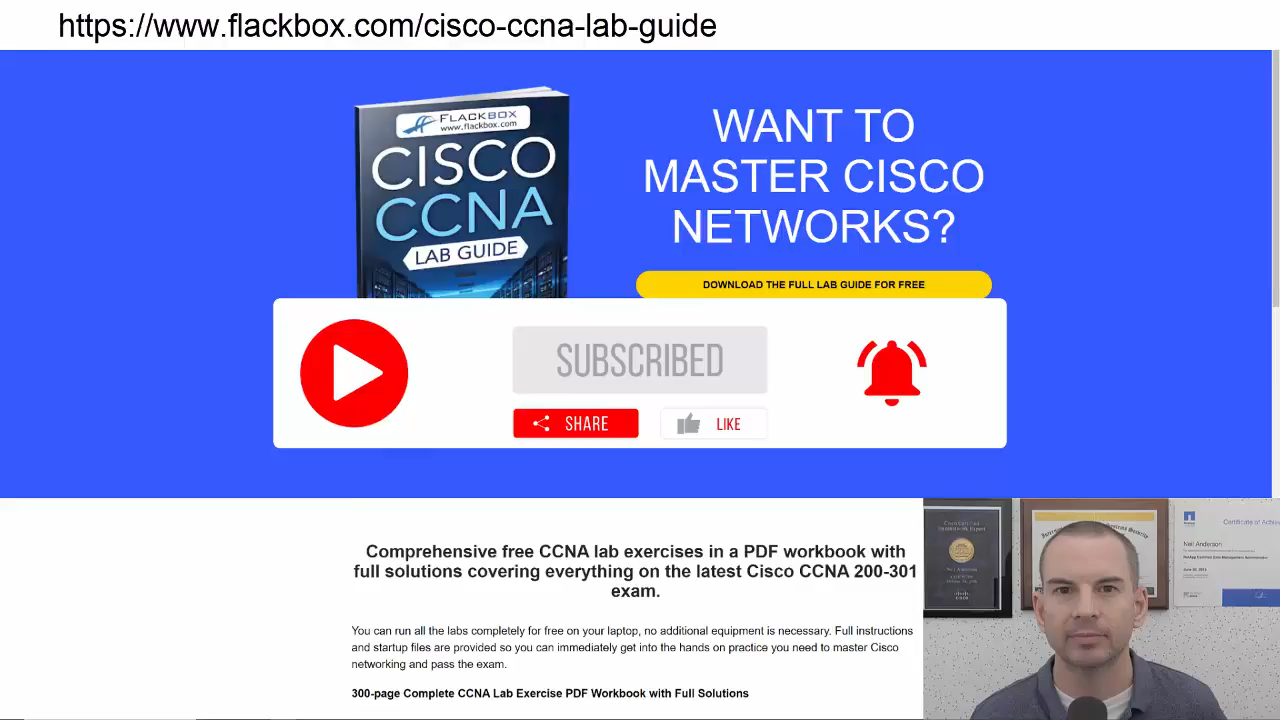 https://www.flackbox.com/cisco-ccna-lab-guide
FLACKBOX
www.flackbox.com
CISCO
CCNA
LAB GUIDE
WANT TO
MASTER CISCO
NETWORKS?
DOWNLOAD THE FULL LAB GUIDE FOR FREE
SUBSCRIBED
SHARE
LIKE
Comprehensive free CCNA lab exercises in a PDF workbook with
full solutions covering everything on the latest Cisco CCNA 200-301
exam.
You can run all the labs completely for free on your laptop, no additional equipment is necessary. Full instructions
and startup files are provided so you can immediately get into the hands on practice you need to master Cisco
networking and pass the exam.
300-page Complete CCNA Lab Exercise PDF Workbook with Full Solutions
Certificate of Achie
Neil Anderson